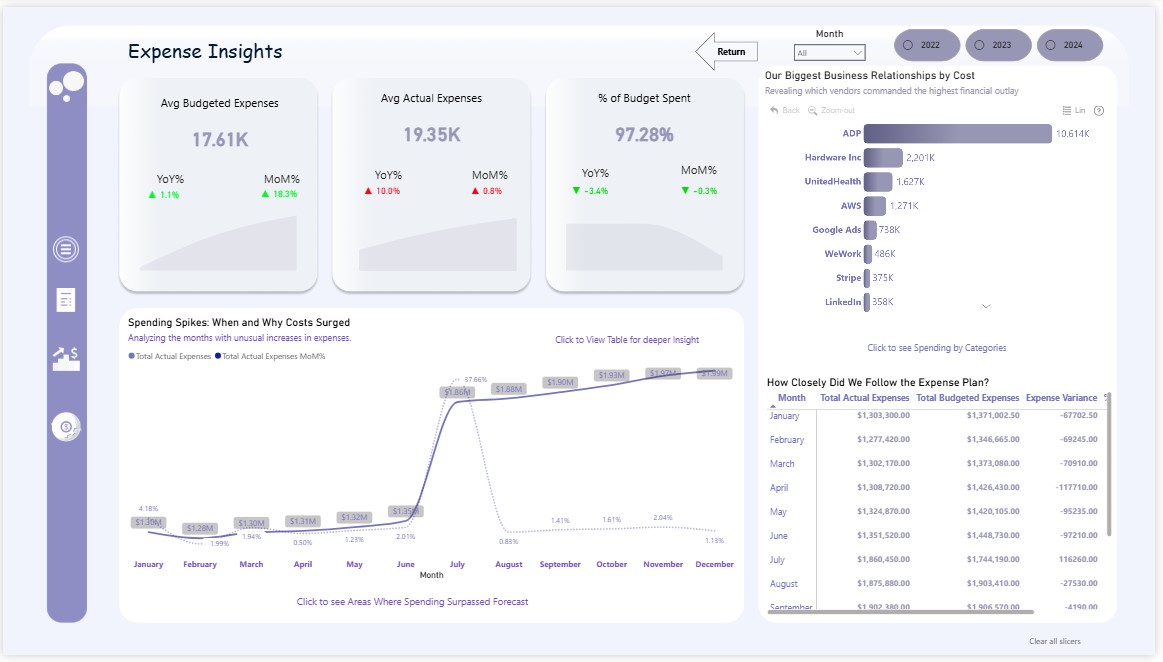 Expense Insights
Return
Month
All
2022
2023
2024
Avg Budgeted Expenses
17.61K
YoY%
MoM%
1.1%
18.3%
Avg Actual Expenses
19.35K
YoY%
MoM%
10.0%
0.8%
% of Budget Spent
97.28%
YoY%
MoM%
-3.4%
-0.3%
Our Biggest Business Relationships by Cost
Revealing which vendors commanded the highest financial outlay
Back
Zoom out
Lin
ADP 10,614K
Hardware Inc 2,201K
UnitedHealth 1,627K
AWS 1,271K
Google Ads 738K
WeWork 486K
Stripe 375K
LinkedIn 358K
Click to see Spending by Categories
Spending Spikes: When and Why Costs Surged
Analyzing the months with unusual increases in expenses.
Click to View Table for deeper Insight
Total Actual Expenses Total Actual Expenses MoM%
37.66%
$1.86M
$1.88M
$1.90M
$1.93M
$1.97M
$1.99M
4.18%
$1.30M
$1.28M
$1.30M
$1.31M
$1.32M
$1.35M
-1.99%
1.94%
0.50%
1.23%
2.01%
0.83%
1.41%
1.61%
2.04%
1.13%
January February March April May June July August September October November December
Month
Click to see Areas Where Spending Surpassed Forecast
How Closely Did We Follow the Expense Plan?
Month Total Actual Expenses Total Budgeted Expenses Expense Variance
January $1,303,300.00 $1,371,002.50 -67702.50
February $1,277,420.00 $1,346,665.00 -69245.00
March $1,302,170.00 $1,373,080.00 -70910.00
April $1,308,720.00 $1,426,430.00 -117710.00
May $1,324,870.00 $1,420,105.00 -95235.00
June $1,351,520.00 $1,448,730.00 -97210.00
July $1,860,450.00 $1,744,190.00 116260.00
August $1,875,880.00 $1,903,410.00 -27530.00
September $1,902,380.00 $1,906,570.00 -4190.00
Clear all slicers